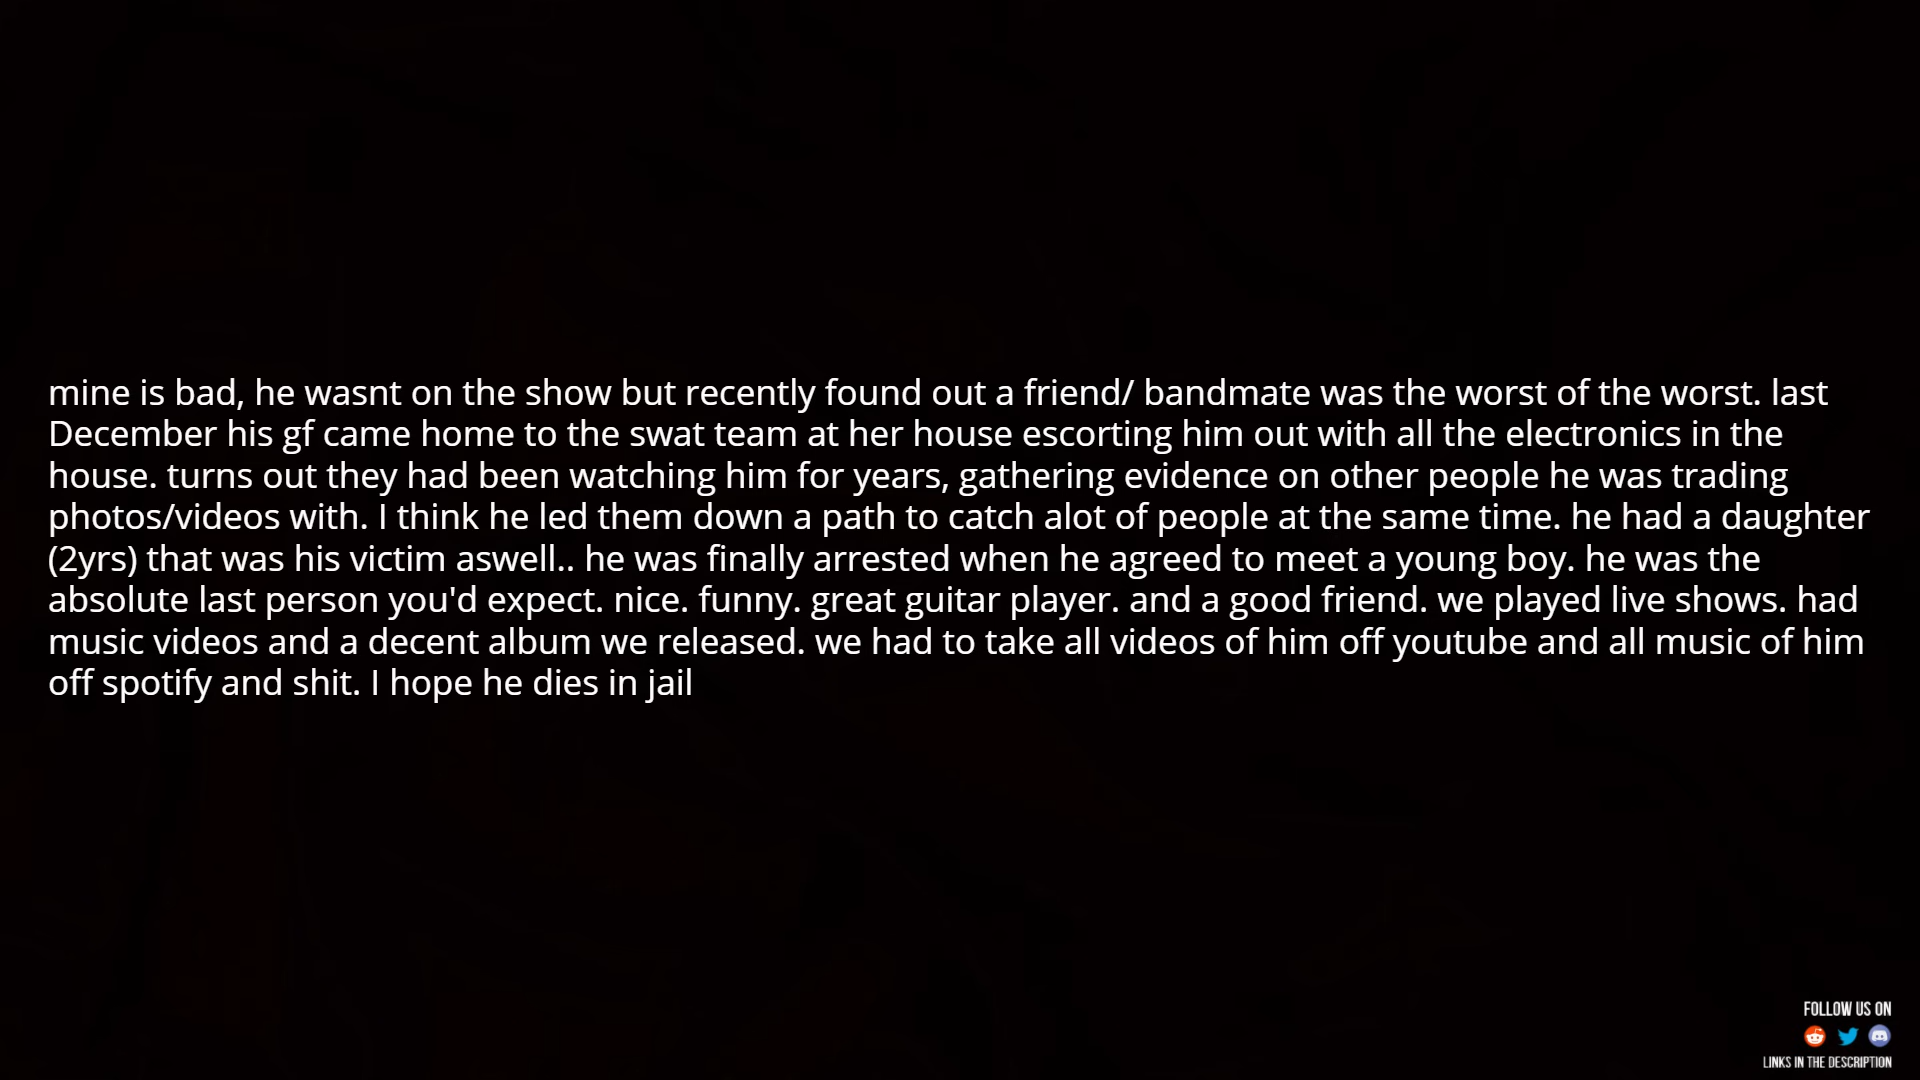 mine is bad, he wasnt on the show but recently found out a friend/ bandmate was the worst of the worst. last
December his gf came home to the swat team at her house escorting him out with all the electronics in the
house. turns out they had been watching him for years, gathering evidence on other people he was trading
photos/videos with. I think he led them down a path to catch alot of people at the same time. he had a daughter
(2yrs) that was his victim aswell.. he was finally arrested when he agreed to meet a young boy. he was the
absolute last person you'd expect. nice. funny. great guitar player. and a good friend. we played live shows. had
music videos and a decent album we released. we had to take all videos of him off youtube and all music of him
off spotify and shit. I hope he dies in jail
FOLLOW US ON
LINKS IN THE DESCRIPTION